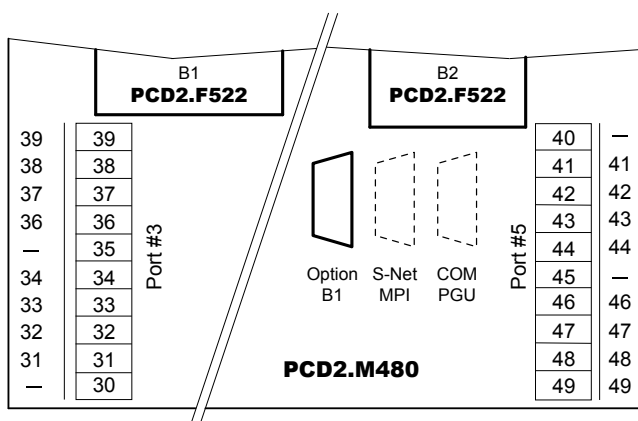 B1
PCD2.F522
B2
PCD2.F522
39 39
38 38
37 37
36 36
— 35
34 34
33 33
32 32
31 31
— 30
Port #3
Option
B1
S-Net
MPI
COM
PGU
PCD2.M480
Port #5
40 —
41 41
42 42
43 43
44 44
45 —
46 46
47 47
48 48
49 49